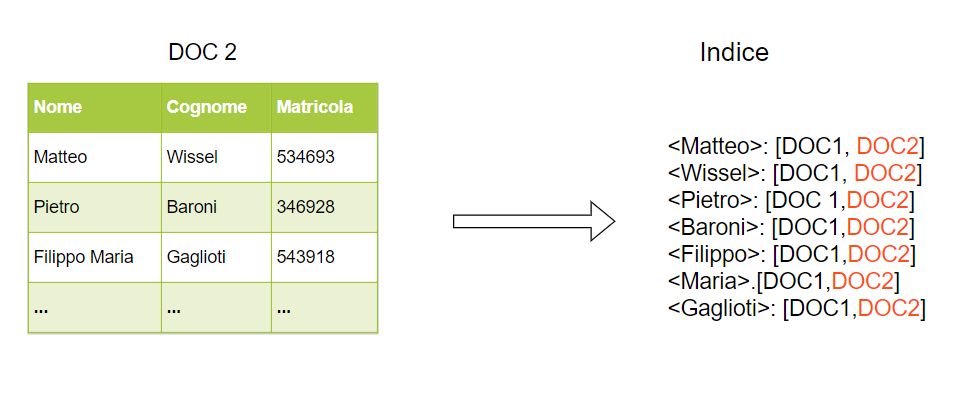 DOC 2
Nome Cognome Matricola
Matteo Wissel 534693
Pietro Baroni 346928
Filippo Maria Gaglioti 543918
... ... ...
Indice
<Matteo>: [DOC1, DOC2]
<Wissel>: [DOC1, DOC2]
<Pietro>: [DOC 1,DOC2]
<Baroni>: [DOC1,DOC2]
<Filippo>: [DOC1,DOC2]
<Maria>.[DOC1,DOC2]
<Gaglioti>: [DOC1,DOC2]